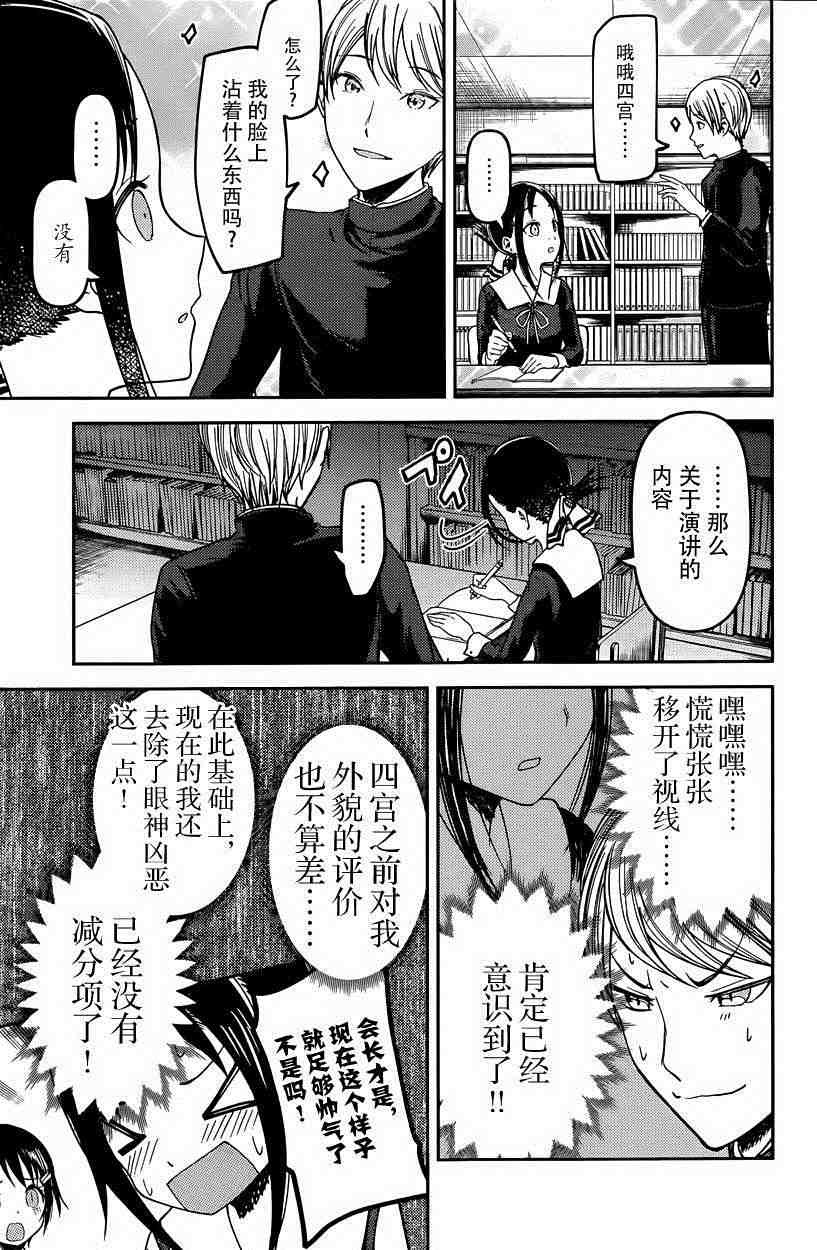 哦哦四宫……
……
怎么了？
我的脸上
沾着什么东西吗？
……
没有
……那么
关于演讲的
内容
プイ
……
嘿嘿嘿……
慌慌张张
移开了视线……
肯定已经
意识到了!!
四宫之前对我
外貌的评价
也不算差……
在此基础上，
现在的我还
去除了眼神凶恶
这一点！
已经没有
减分项了！
会长才是，
现在这个样子
就足够帅气了
不是吗！